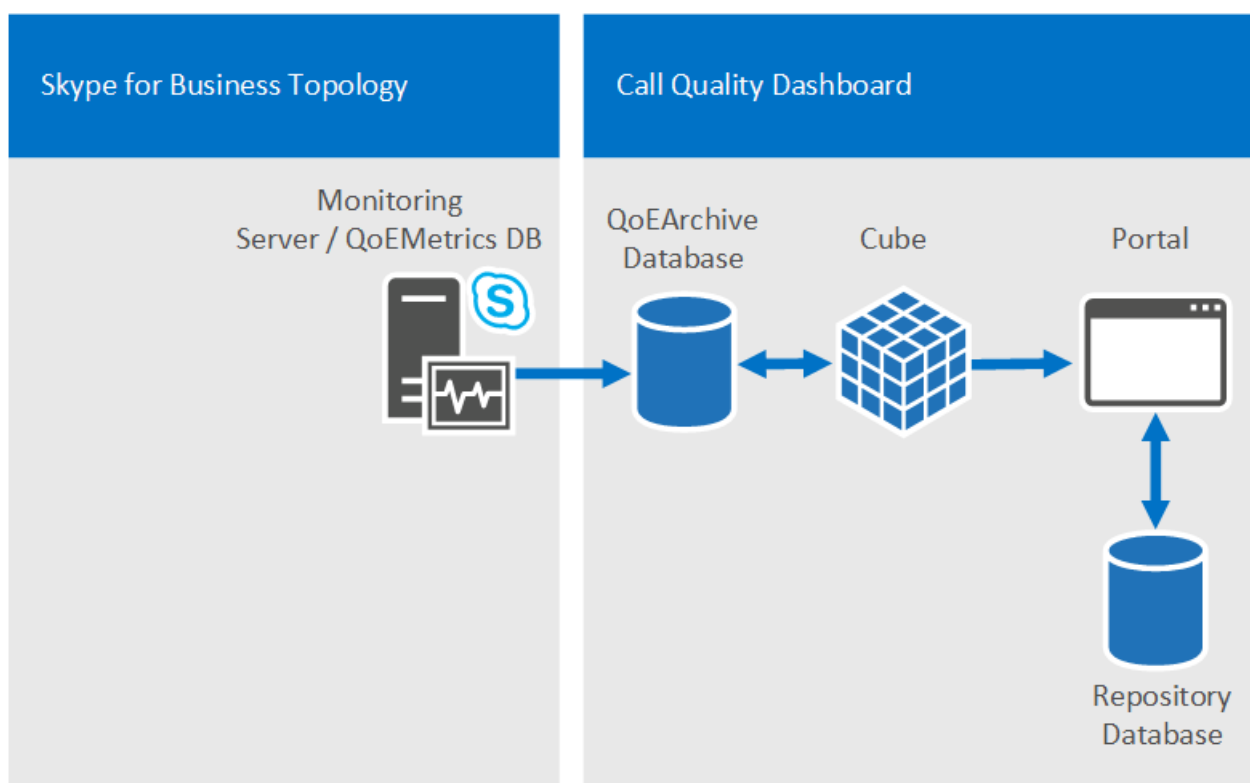 Skype for Business Topology
Call Quality Dashboard
Monitoring
Server / QoEMetrics DB
S
QoEArchive
Database
Cube
Portal
Repository
Database